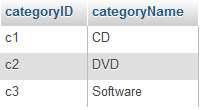 categoryID categoryName
c1 CD
c2 DVD
c3 Software